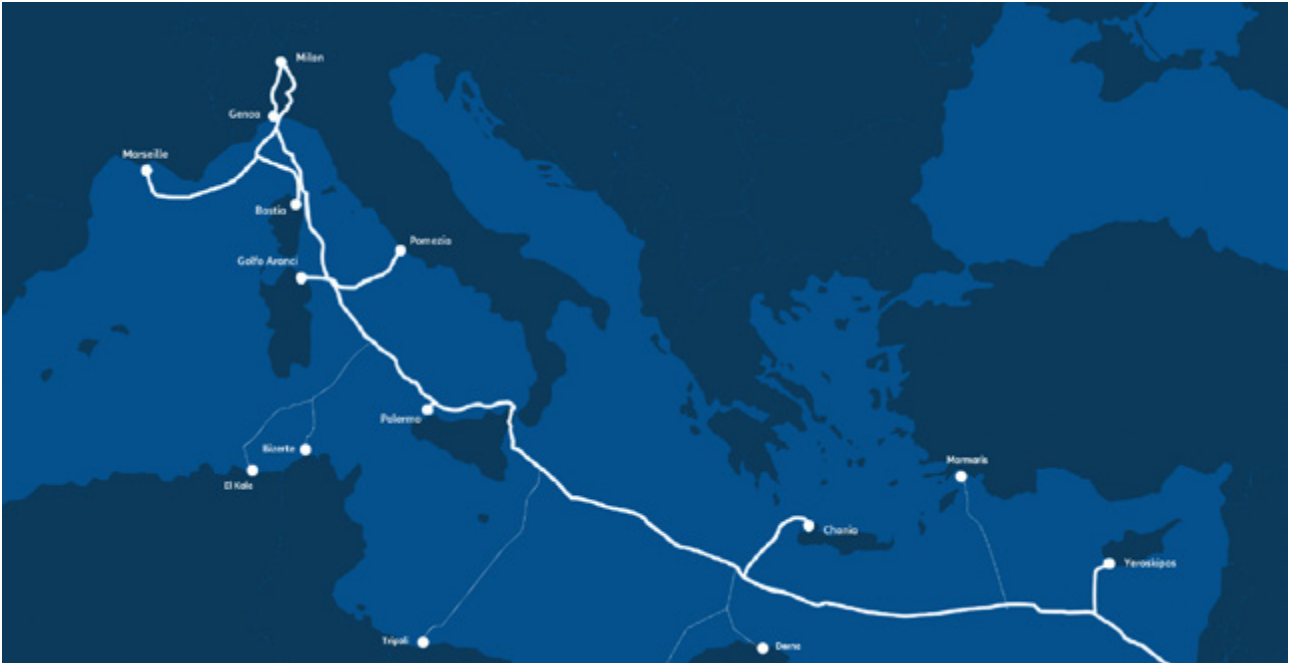 Milan
Genoa
Marseille
Bastia
Pomezia
Golfo Aranci
Palermo
Bizerte
El Kala
Marmaris
Chania
Yeroskipos
Tripoli
Derna